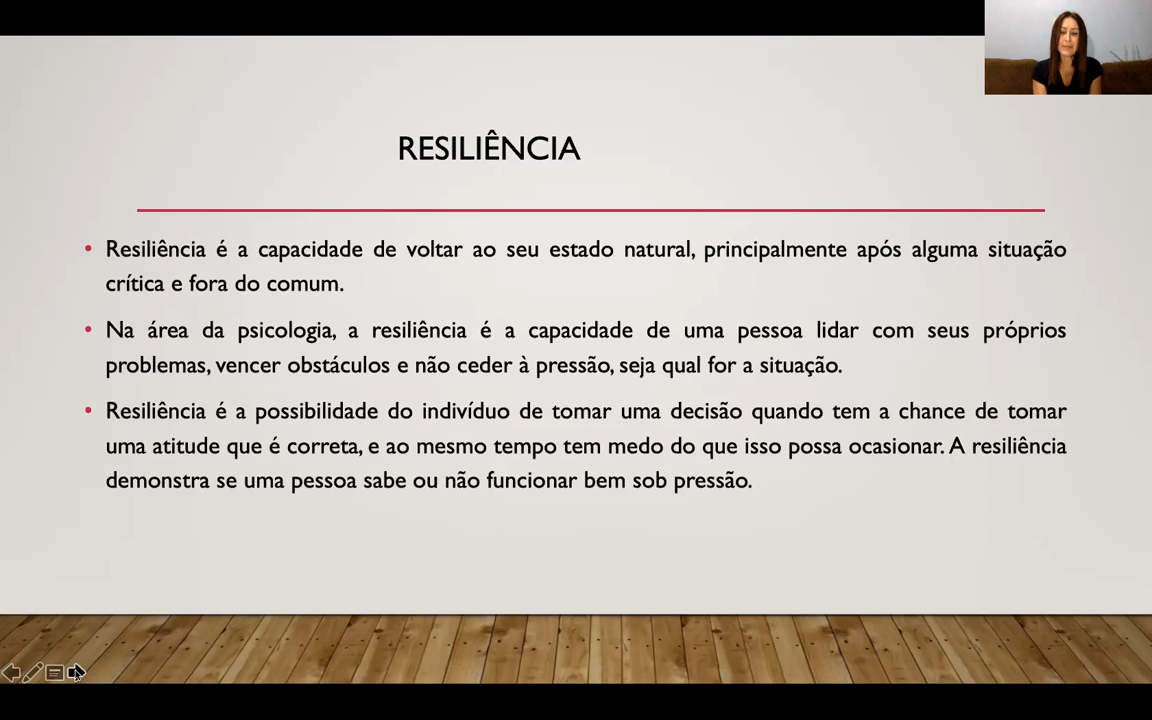 RESILIÊNCIA
• Resiliência é a capacidade de voltar ao seu estado natural, principalmente após alguma situação
crítica e fora do comum.
• Na área da psicologia, a resiliência é a capacidade de uma pessoa lidar com seus próprios
problemas, vencer obstáculos e não ceder à pressão, seja qual for a situação.
• Resiliência é a possibilidade do indivíduo de tomar uma decisão quando tem a chance de tomar
uma atitude que é correta, e ao mesmo tempo tem medo do que isso possa ocasionar. A resiliência
demonstra se uma pessoa sabe ou não funcionar bem sob pressão.